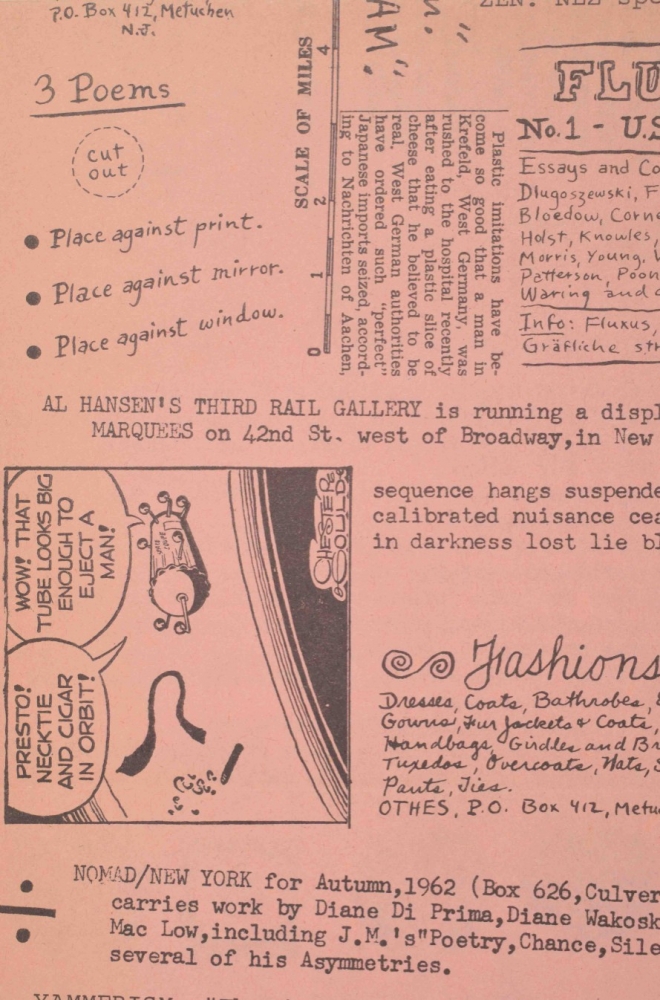 P.O. Box 412, Metuchen
N.J.
3 Poems
cut
out
Place against print.
Place against mirror.
Place against window.
SCALE OF MILES
0
1
2
4
Plastic imitations have be-
come so good that a man in
Krefeld, West Germany, was
rushed to the hospital recently
after eating a plastic slice of
cheese that he believed to be
real. West German authorities
have ordered such "perfect"
Japanese imports seized, accord-
ing to Nachrichten of Aachen,
FLU
No.1 - U.S
Essays and Co
Dlugoszewski, F
Bloedow, Corne
Holst, Knowles,
Morris, Young, W
Patterson, Poon
Waring and
Info: Fluxus,
Gräfliche str
AL HANSEN'S THIRD RAIL GALLERY is running a displ
MARQUEES on 42nd St. west of Broadway,in New
WOW! THAT
TUBE LOOKS BIG
ENOUGH TO
EJECT A
MAN!
PRESTO!
NECKTIE
AND CIGAR
IN ORBIT!
CHESTER
GOULD
sequence hangs suspende
calibrated nuisance cea
in darkness lost lie bl
Fashions
Dresses, Coats, Bathrobes,
Gowns, Fur Jackets & Coats,
Handbags, Girdles and Br
Tuxedos, Overcoats, Hats, S
Pants, Ties.
OTHES, P.O. Box 412, Metu
NOMAD/NEW YORK for Autumn,1962 (Box 626,Culver
carries work by Diane Di Prima,Diane Wakosk
Mac Low,including J.M.'s"Poetry,Chance,Sile
several of his Asymmetries.